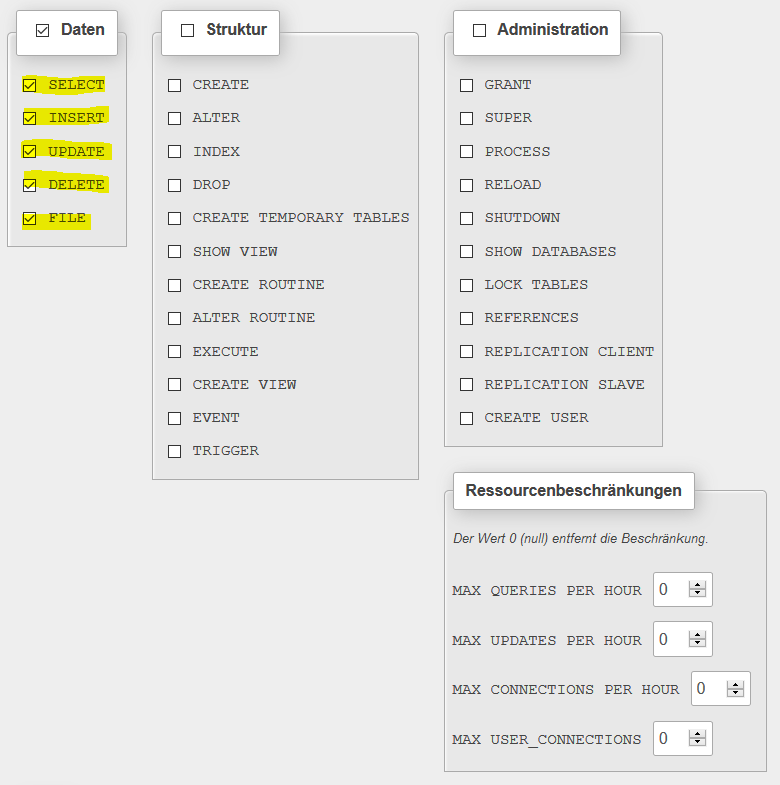 Daten
SELECT
INSERT
UPDATE
DELETE
FILE
Struktur
CREATE
ALTER
INDEX
DROP
CREATE TEMPORARY TABLES
SHOW VIEW
CREATE ROUTINE
ALTER ROUTINE
EXECUTE
CREATE VIEW
EVENT
TRIGGER
Administration
GRANT
SUPER
PROCESS
RELOAD
SHUTDOWN
SHOW DATABASES
LOCK TABLES
REFERENCES
REPLICATION CLIENT
REPLICATION SLAVE
CREATE USER
Ressourcenbeschränkungen
Der Wert 0 (null) entfernt die Beschränkung.
MAX QUERIES PER HOUR 0
MAX UPDATES PER HOUR 0
MAX CONNECTIONS PER HOUR 0
MAX USER_CONNECTIONS 0